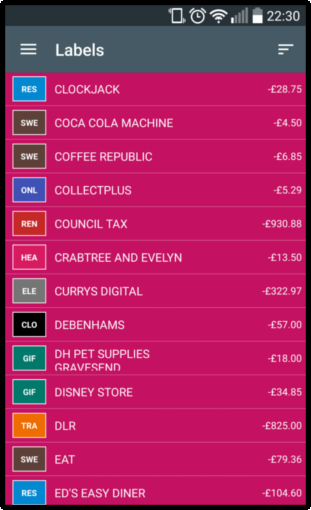 22:30
Labels
RES CLOCKJACK -£28.75
SWE COCA COLA MACHINE -£4.50
SWE COFFEE REPUBLIC -£6.85
ONL COLLECTPLUS -£5.29
REN COUNCIL TAX -£930.88
HEA CRABTREE AND EVELYN -£13.50
ELE CURRYS DIGITAL -£322.97
CLO DEBENHAMS -£57.00
GIF DH PET SUPPLIES -£18.00
GRAVESEND
GIF DISNEY STORE -£34.85
TRA DLR -£825.00
SWE EAT -£79.36
RES ED'S EASY DINER -£104.60